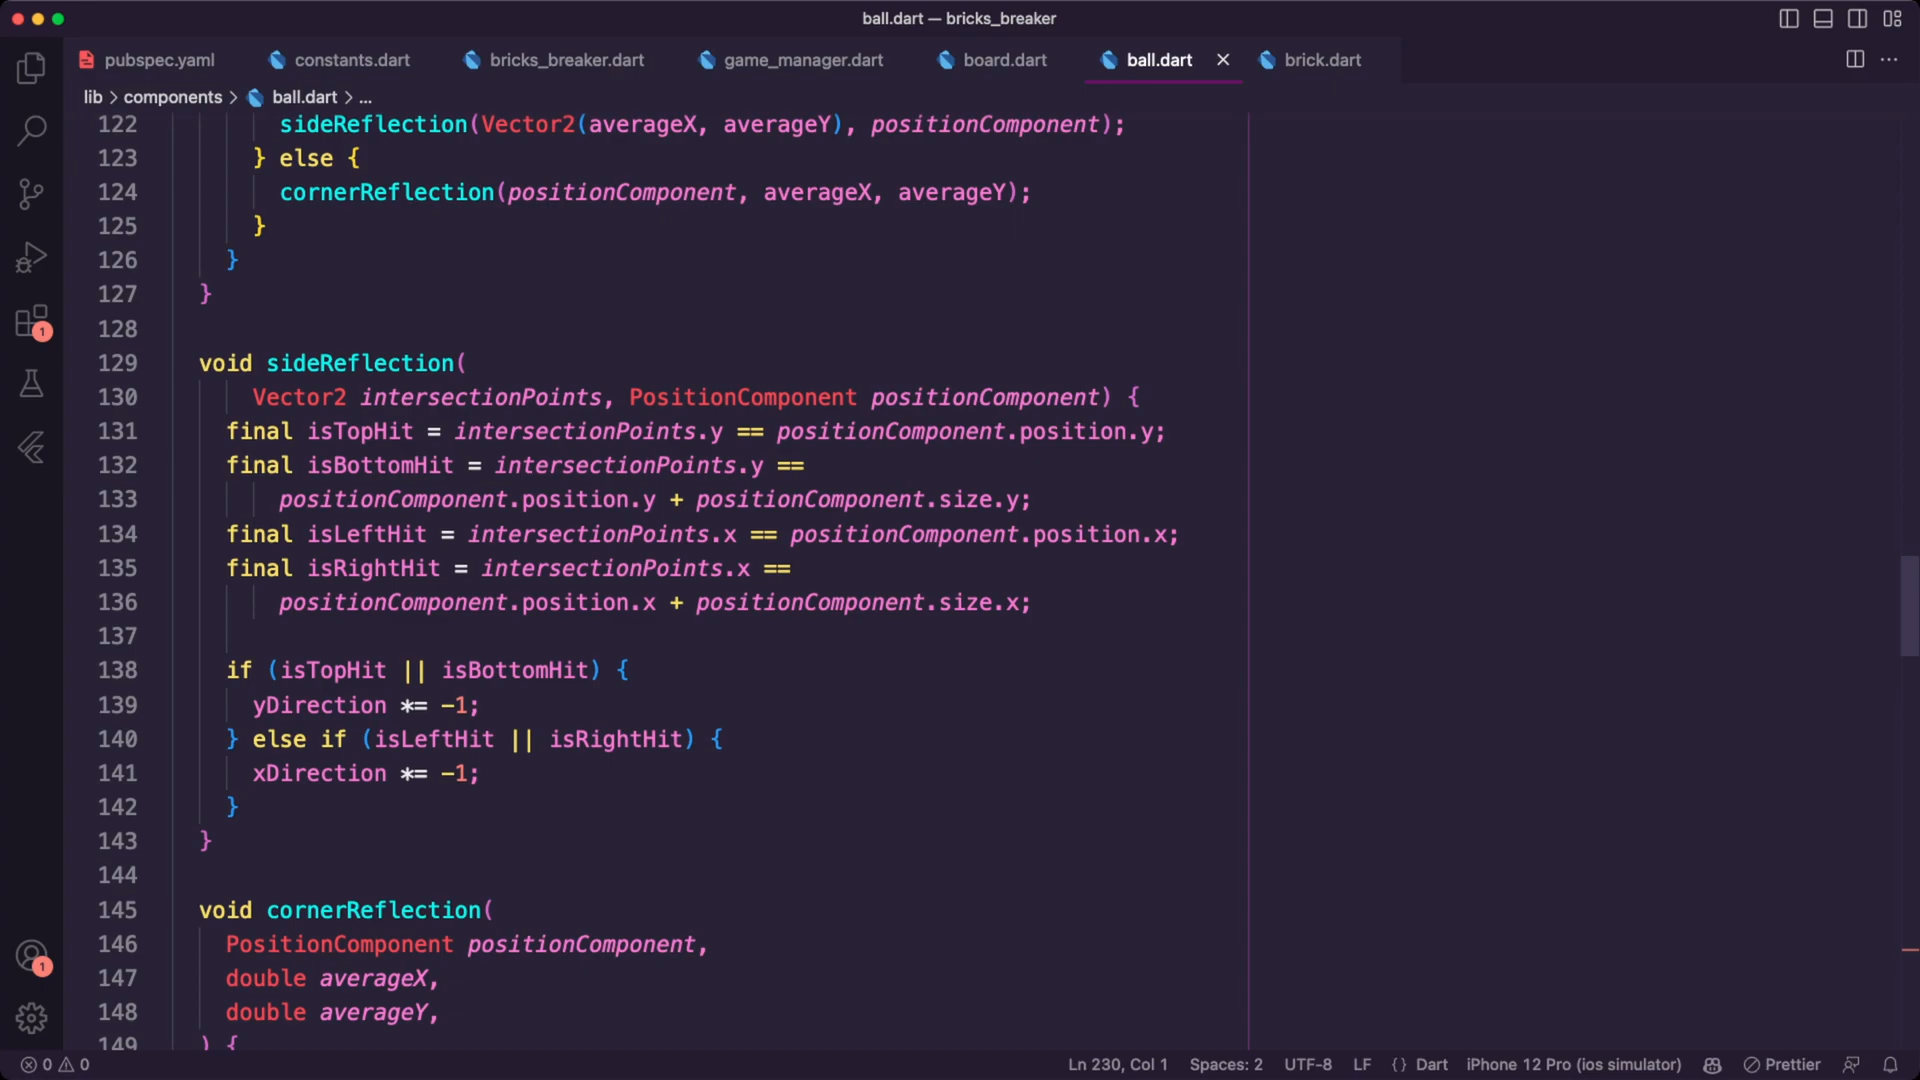 ball.dart — bricks_breaker
pubspec.yaml constants.dart bricks_breaker.dart game_manager.dart board.dart ball.dart brick.dart
lib > components > ball.dart > ...
122 sideReflection(Vector2(averageX, averageY), positionComponent);
123 } else {
124 cornerReflection(positionComponent, averageX, averageY);
125 }
126 }
127 }
128
129 void sideReflection(
130 Vector2 intersectionPoints, PositionComponent positionComponent) {
131 final isTopHit = intersectionPoints.y == positionComponent.position.y;
132 final isBottomHit = intersectionPoints.y ==
133 positionComponent.position.y + positionComponent.size.y;
134 final isLeftHit = intersectionPoints.x == positionComponent.position.x;
135 final isRightHit = intersectionPoints.x ==
136 positionComponent.position.x + positionComponent.size.x;
137
138 if (isTopHit || isBottomHit) {
139 yDirection *= -1;
140 } else if (isLeftHit || isRightHit) {
141 xDirection *= -1;
142 }
143 }
144
145 void cornerReflection(
146 PositionComponent positionComponent,
147 double averageX,
148 double averageY,
149 ) {
1
1
0 0 Ln 230, Col 1 Spaces: 2 UTF-8 LF {} Dart iPhone 12 Pro (ios simulator) Prettier